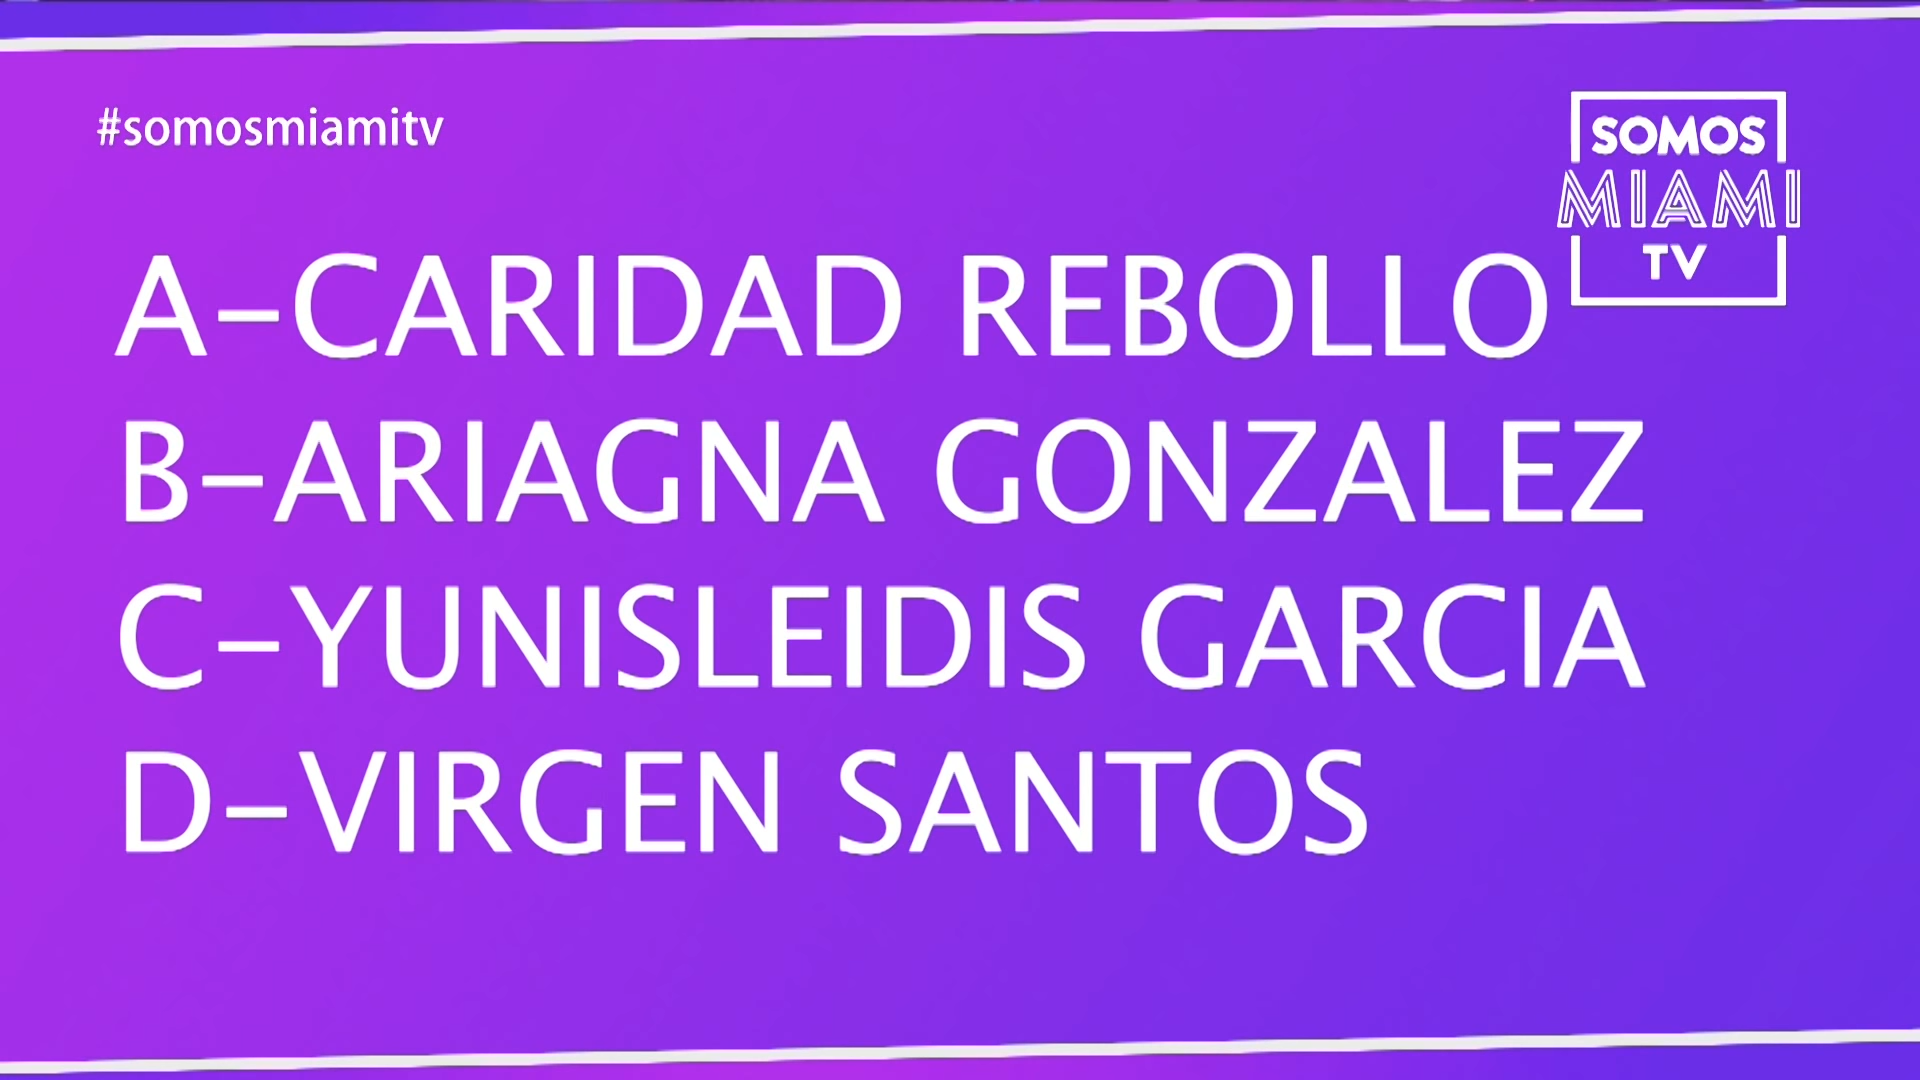 #somosmiamitv
SOMOS
MIAMI
TV
A-CARIDAD REBOLLO
B-ARIAGNA GONZALEZ
C-YUNISLEIDIS GARCIA
D-VIRGEN SANTOS